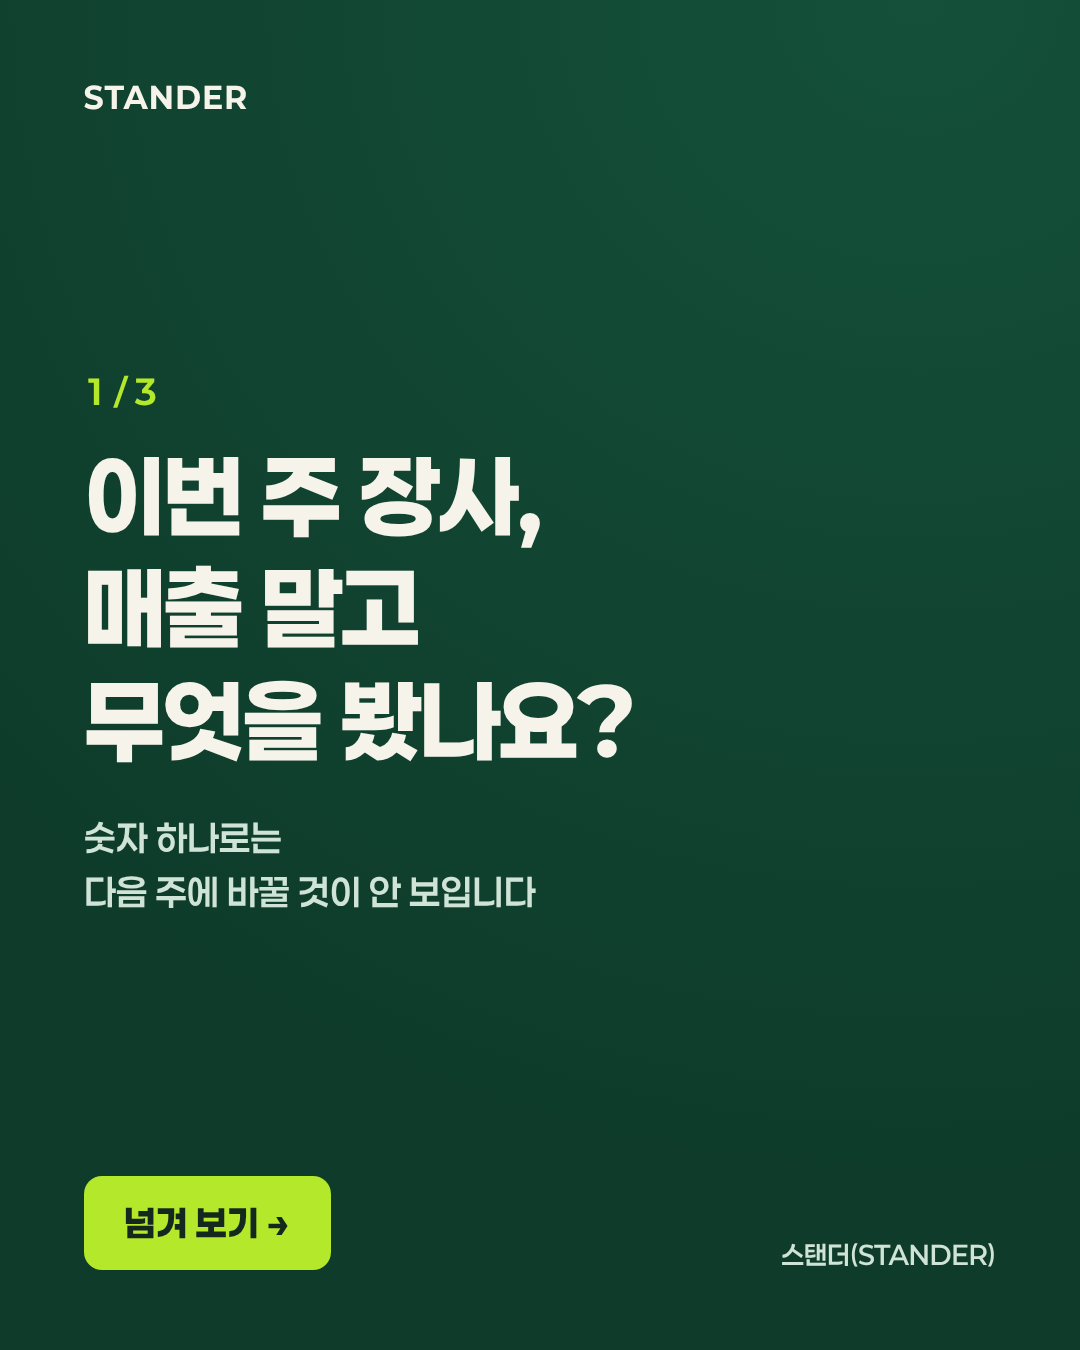 STANDER
1 / 3
이번 주 장사,
매출 말고
무엇을 봤나요?
숫자 하나로는
다음 주에 바꿀 것이 안 보입니다
넘겨 보기 →
스탠더(STANDER)